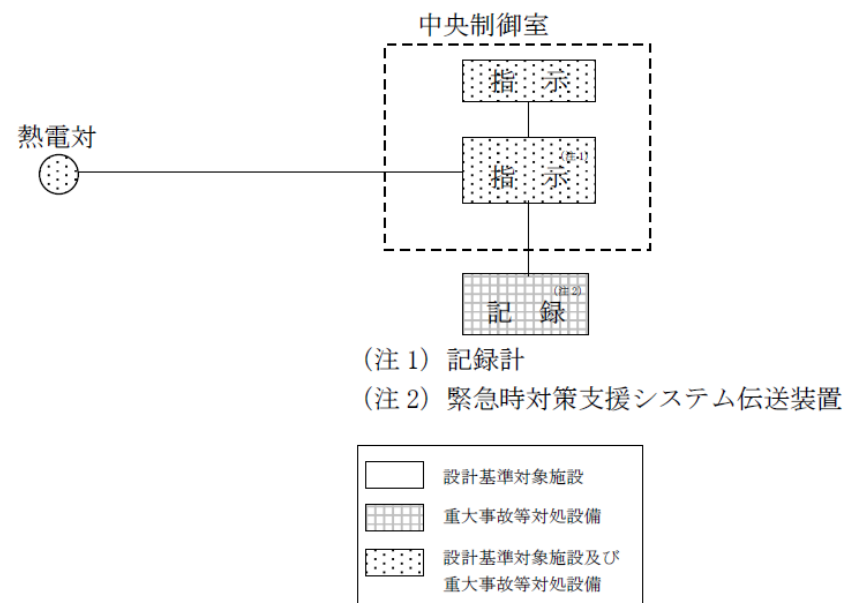 中央制御室
指 示
熱電対
指 示(注1)
記 録(注2)
(注1) 記録計
(注2) 緊急時対策支援システム伝送装置
設計基準対象施設
重大事故等対処設備
設計基準対象施設及び
重大事故等対処設備